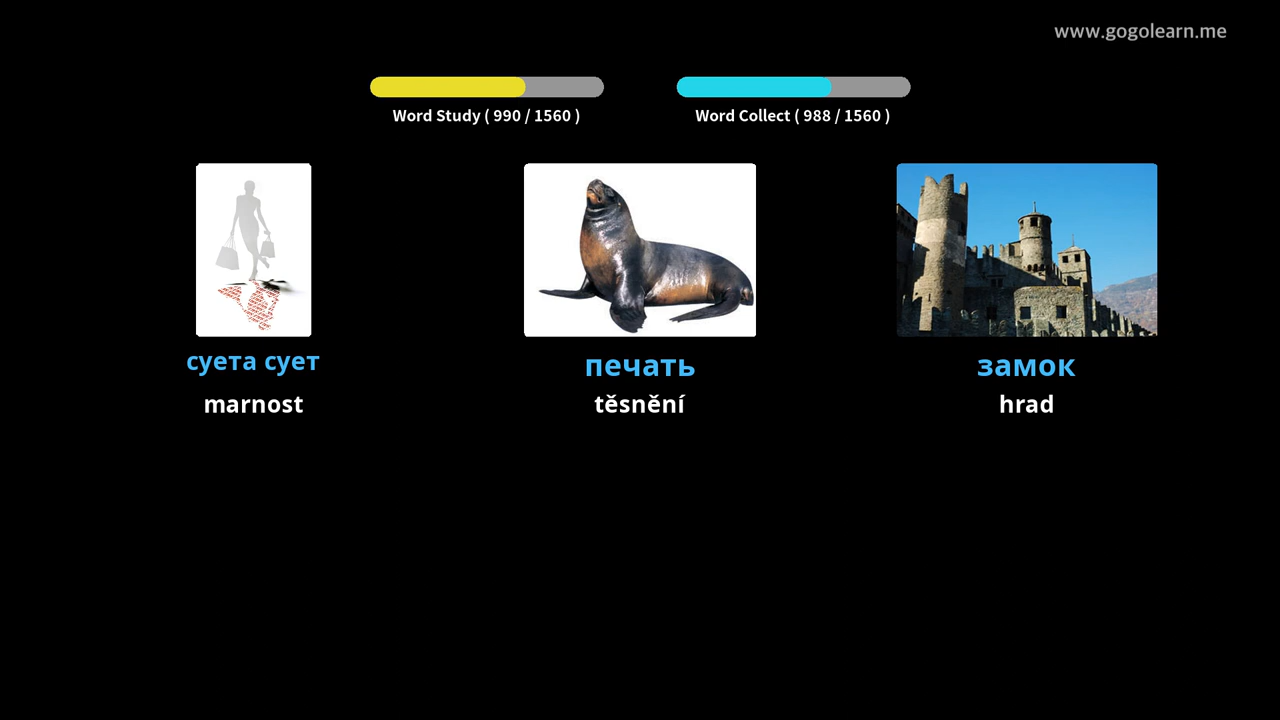 www.gogolearn.me
Word Study ( 990 / 1560 )
Word Collect ( 988 / 1560 )
суета сует
печать
замок
marnost
těsnění
hrad